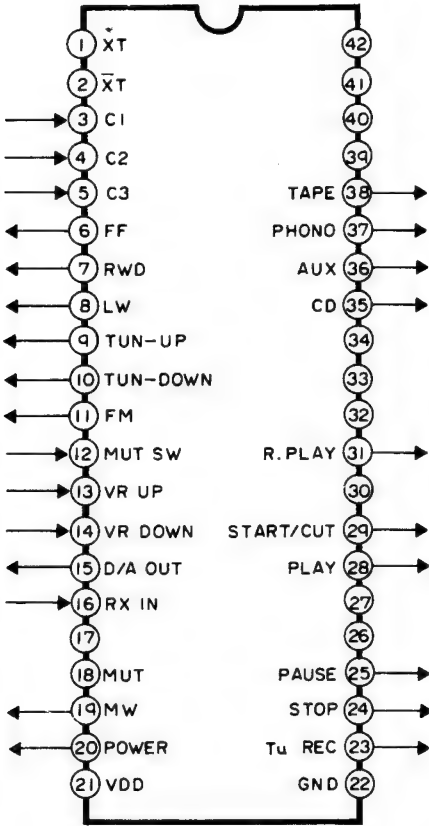 1 XT 42
2 X̅T̅ 41
3 C1 40
4 C2 39
5 C3 TAPE 38
6 FF PHONO 37
7 RWD AUX 36
8 LW CD 35
9 TUN-UP 34
10 TUN-DOWN 33
11 FM 32
12 MUT SW R.PLAY 31
13 VR UP 30
14 VR DOWN START/CUT 29
15 D/A OUT PLAY 28
16 RX IN 27
17 26
18 MUT PAUSE 25
19 MW STOP 24
20 POWER Tu REC 23
21 VDD GND 22